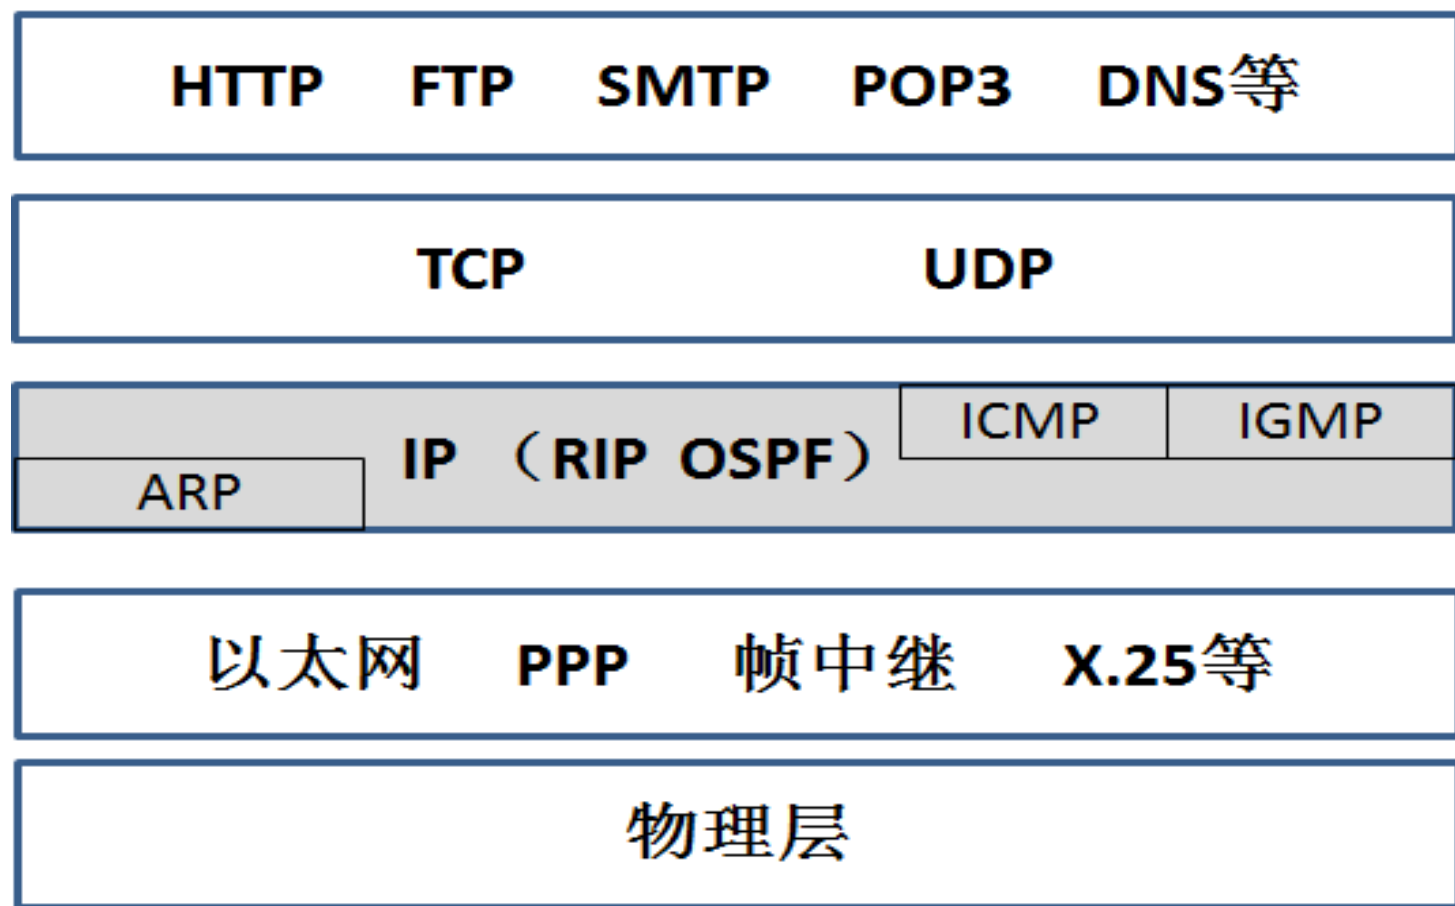 HTTP FTP SMTP POP3 DNS等
TCP UDP
ICMP IGMP
IP （RIP OSPF）
ARP
以太网 PPP 帧中继 X.25等
物理层